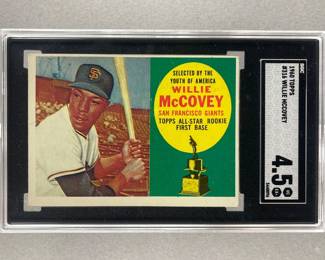 SELECTED BY THE
YOUTH OF AMERICA
WILLIE
McCOVEY
SAN FRANCISCO GIANTS
TOPPS ALL-STAR ROOKIE
FIRST BASE
SF
SGC
1960 TOPPS
#316 WILLIE MCCOVEY
4.5